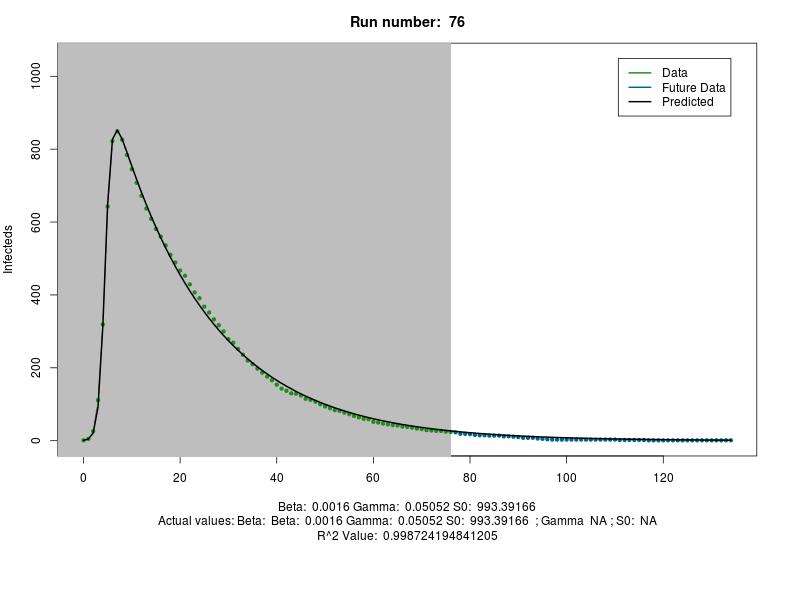 Run number: 76
Data
Future Data
Predicted
Infecteds
0
200
400
600
800
1000
0 20 40 60 80 100 120
Beta: 0.0016 Gamma: 0.05052 S0: 993.39166
Actual values: Beta: Beta: 0.0016 Gamma: 0.05052 S0: 993.39166 ; Gamma NA ; S0: NA
R^2 Value: 0.998724194841205